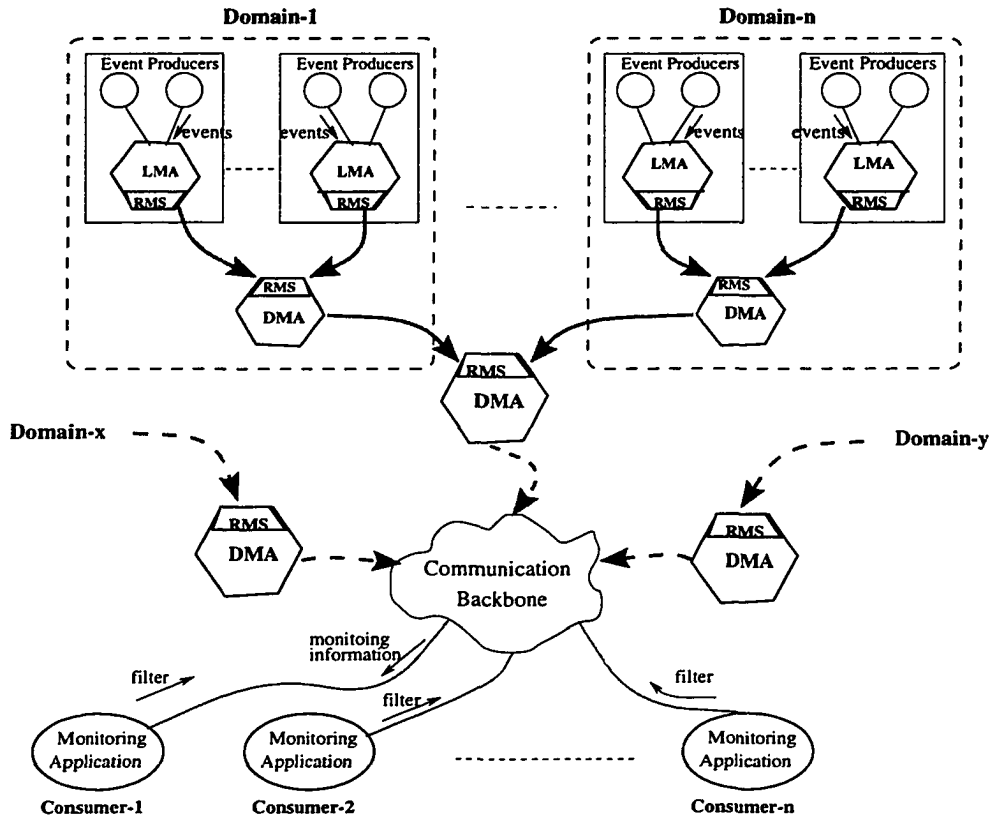 Domain-1
Domain-n
Event Producers
Event Producers
Event Producers
Event Producers
events
events
events
events
LMA
LMA
LMA
LMA
RMS
RMS
RMS
RMS
RMS
DMA
RMS
DMA
RMS
DMA
Domain-x
Domain-y
RMS
DMA
RMS
DMA
Communication
Backbone
monitoing
information
filter
filter
filter
Monitoring
Application
Monitoring
Application
Monitoring
Application
Consumer-1
Consumer-2
Consumer-n